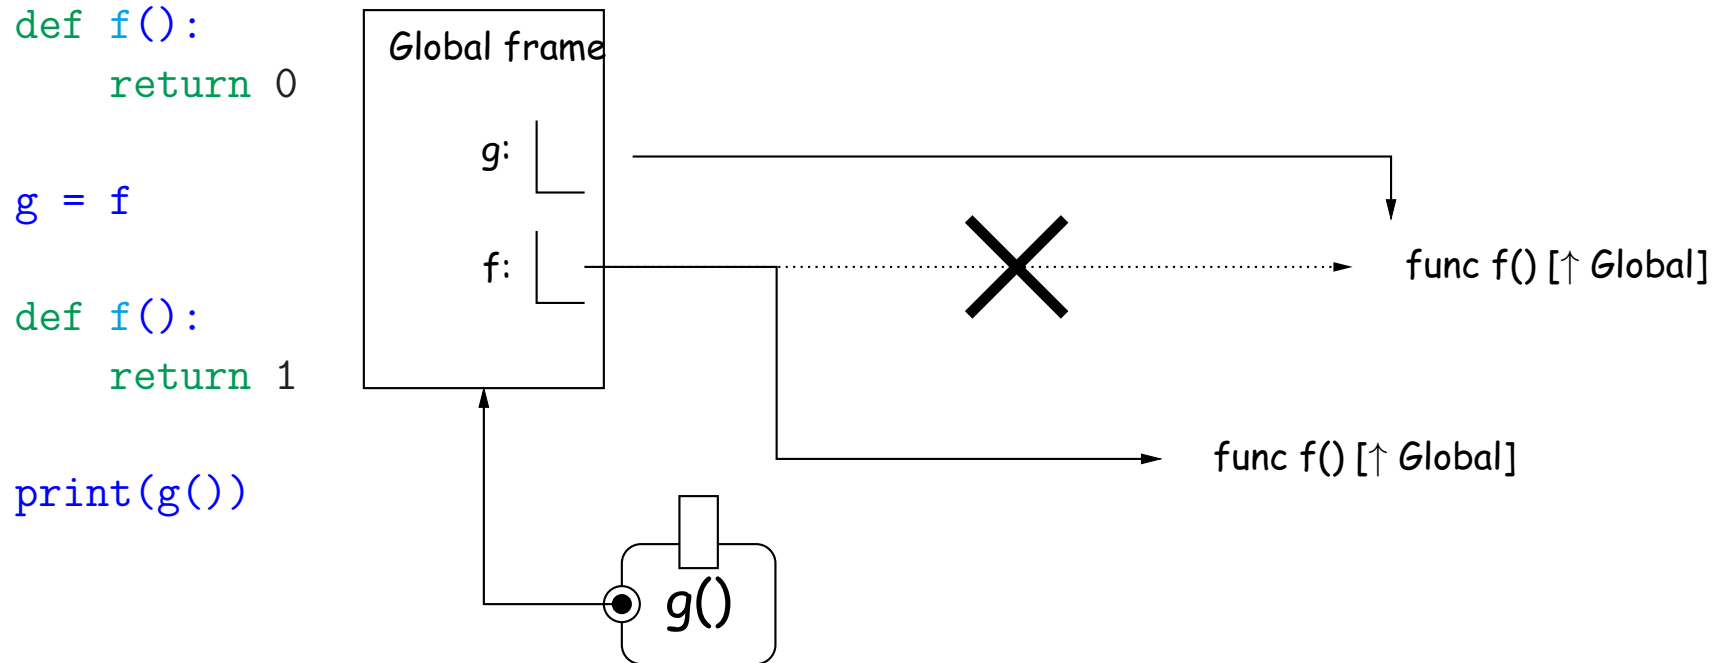 def f():
    return 0
g = f
def f():
    return 1
print(g())
Global frame
g:
f:
func f() [↑ Global]
func f() [↑ Global]
g()